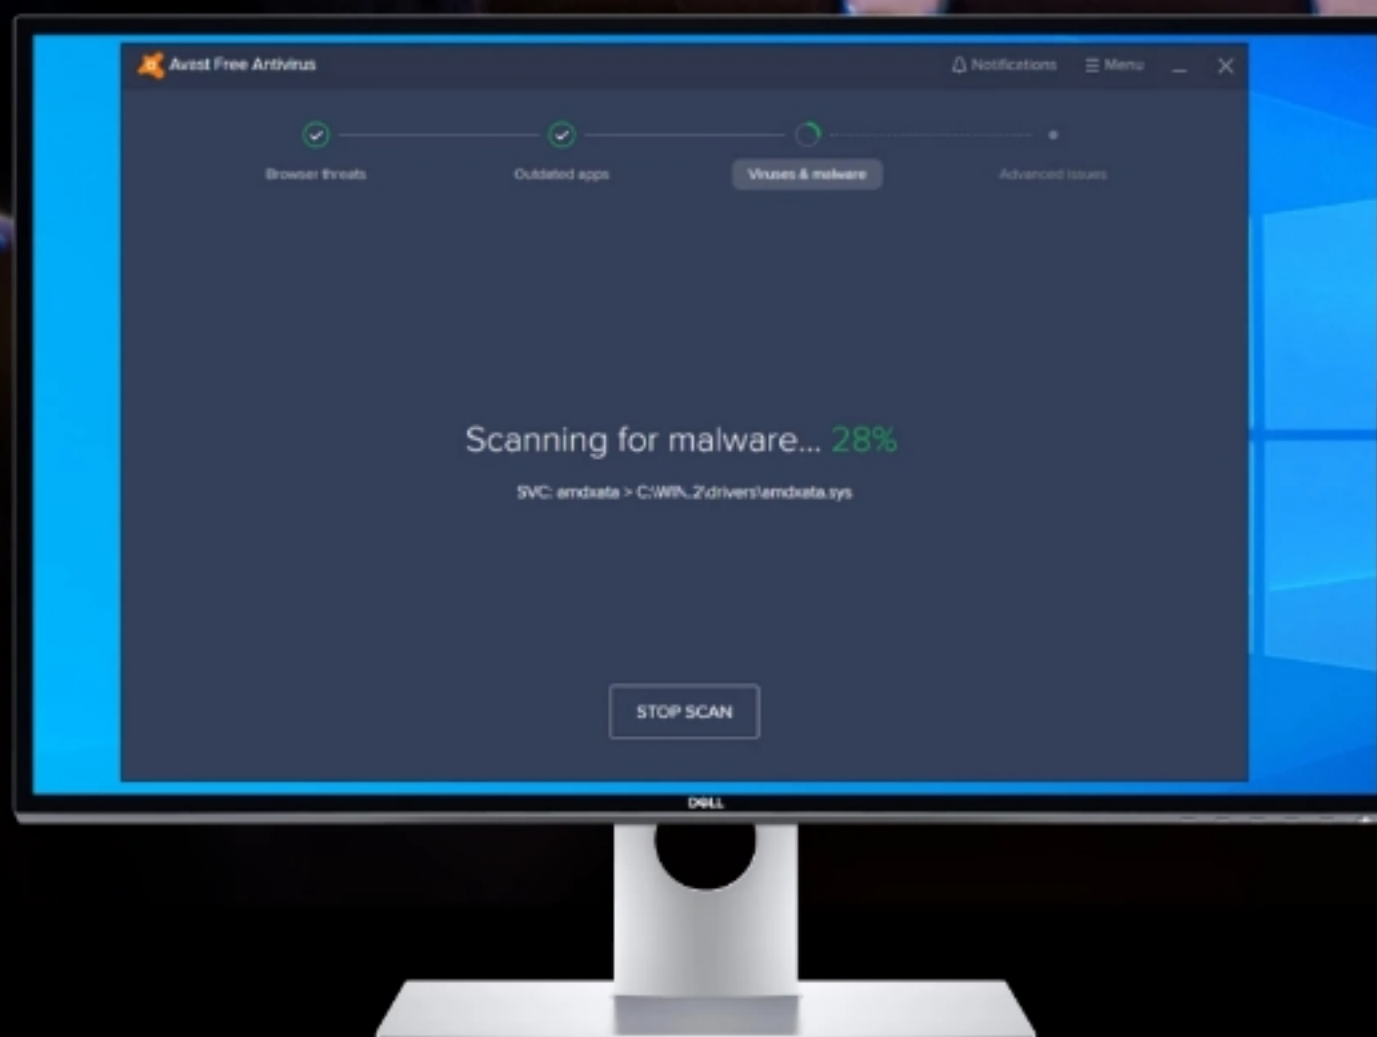 Avast Free Antivirus
Notifications
Menu
Browser threats
Outdated apps
Viruses & malware
Advanced issues
Scanning for malware... 28%
SVC: amdxata > C:\WIN..2\drivers\amdxata.sys
STOP SCAN
DELL